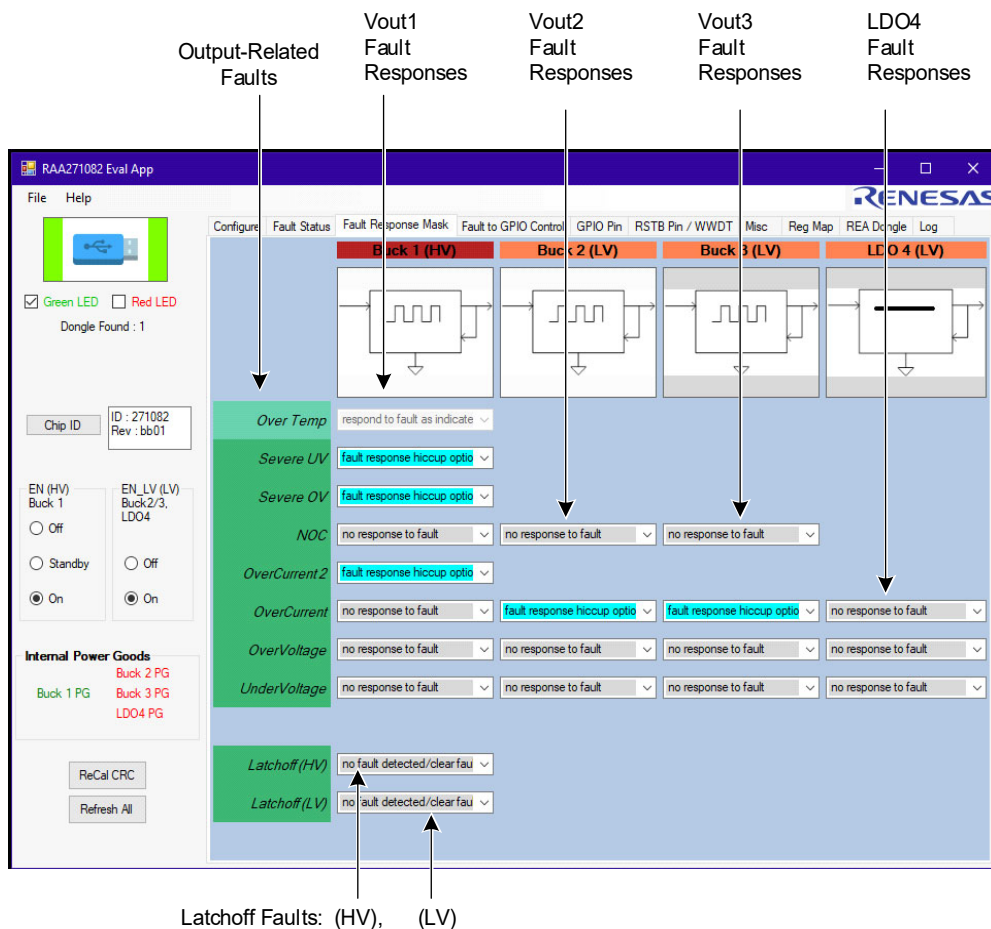 Output-Related
Faults
Vout1
Fault
Responses
Vout2
Fault
Responses
Vout3
Fault
Responses
LDO4
Fault
Responses
RAA271082 Eval App
File Help
RENESAS
Configure Fault Status Fault Response Mask Fault to GPIO Control GPIO Pin RSTB Pin / WWDT Misc Reg Map REA Dongle Log
Buck 1 (HV) Buck 2 (LV) Buck 3 (LV) LDO 4 (LV)
Green LED Red LED
Dongle Found : 1
Chip ID
ID : 271082
Rev : bb01
EN (HV)
Buck 1
Off
Standby
On
EN_LV (LV)
Buck2/3,
LDO4
Off
On
Internal Power Goods
Buck 1 PG
Buck 2 PG
Buck 3 PG
LDO4 PG
ReCal CRC
Refresh All
Over Temp respond to fault as indicate
Severe UV fault response hiccup optio
Severe OV fault response hiccup optio
NOC no response to fault no response to fault no response to fault
OverCurrent2 fault response hiccup optio
OverCurrent no response to fault fault response hiccup optio fault response hiccup optio no response to fault
OverVoltage no response to fault no response to fault no response to fault no response to fault
UnderVoltage no response to fault no response to fault no response to fault no response to fault
Latchoff(HV) no fault detected/clear fau
Latchoff(LV) no fault detected/clear fau
Latchoff Faults: (HV), (LV)